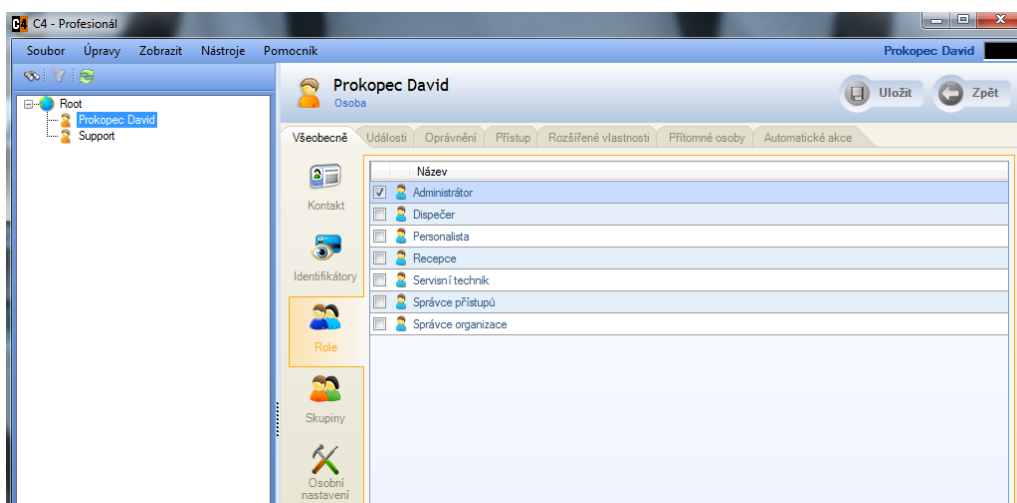 C4 C4 - Profesionál
Soubor Úpravy Zobrazit Nástroje Pomocník Prokopec David
Root
Prokopec David
Support
Prokopec David
Osoba
Uložit Zpět
Všeobecně Události Oprávnění Přístup Rozšířené vlastnosti Přítomné osoby Automatické akce
Kontakt
Identifikátory
Role
Skupiny
Osobní
nastavení
Název
Administrátor
Dispečer
Personalista
Recepce
Servisní technik
Správce přístupů
Správce organizace